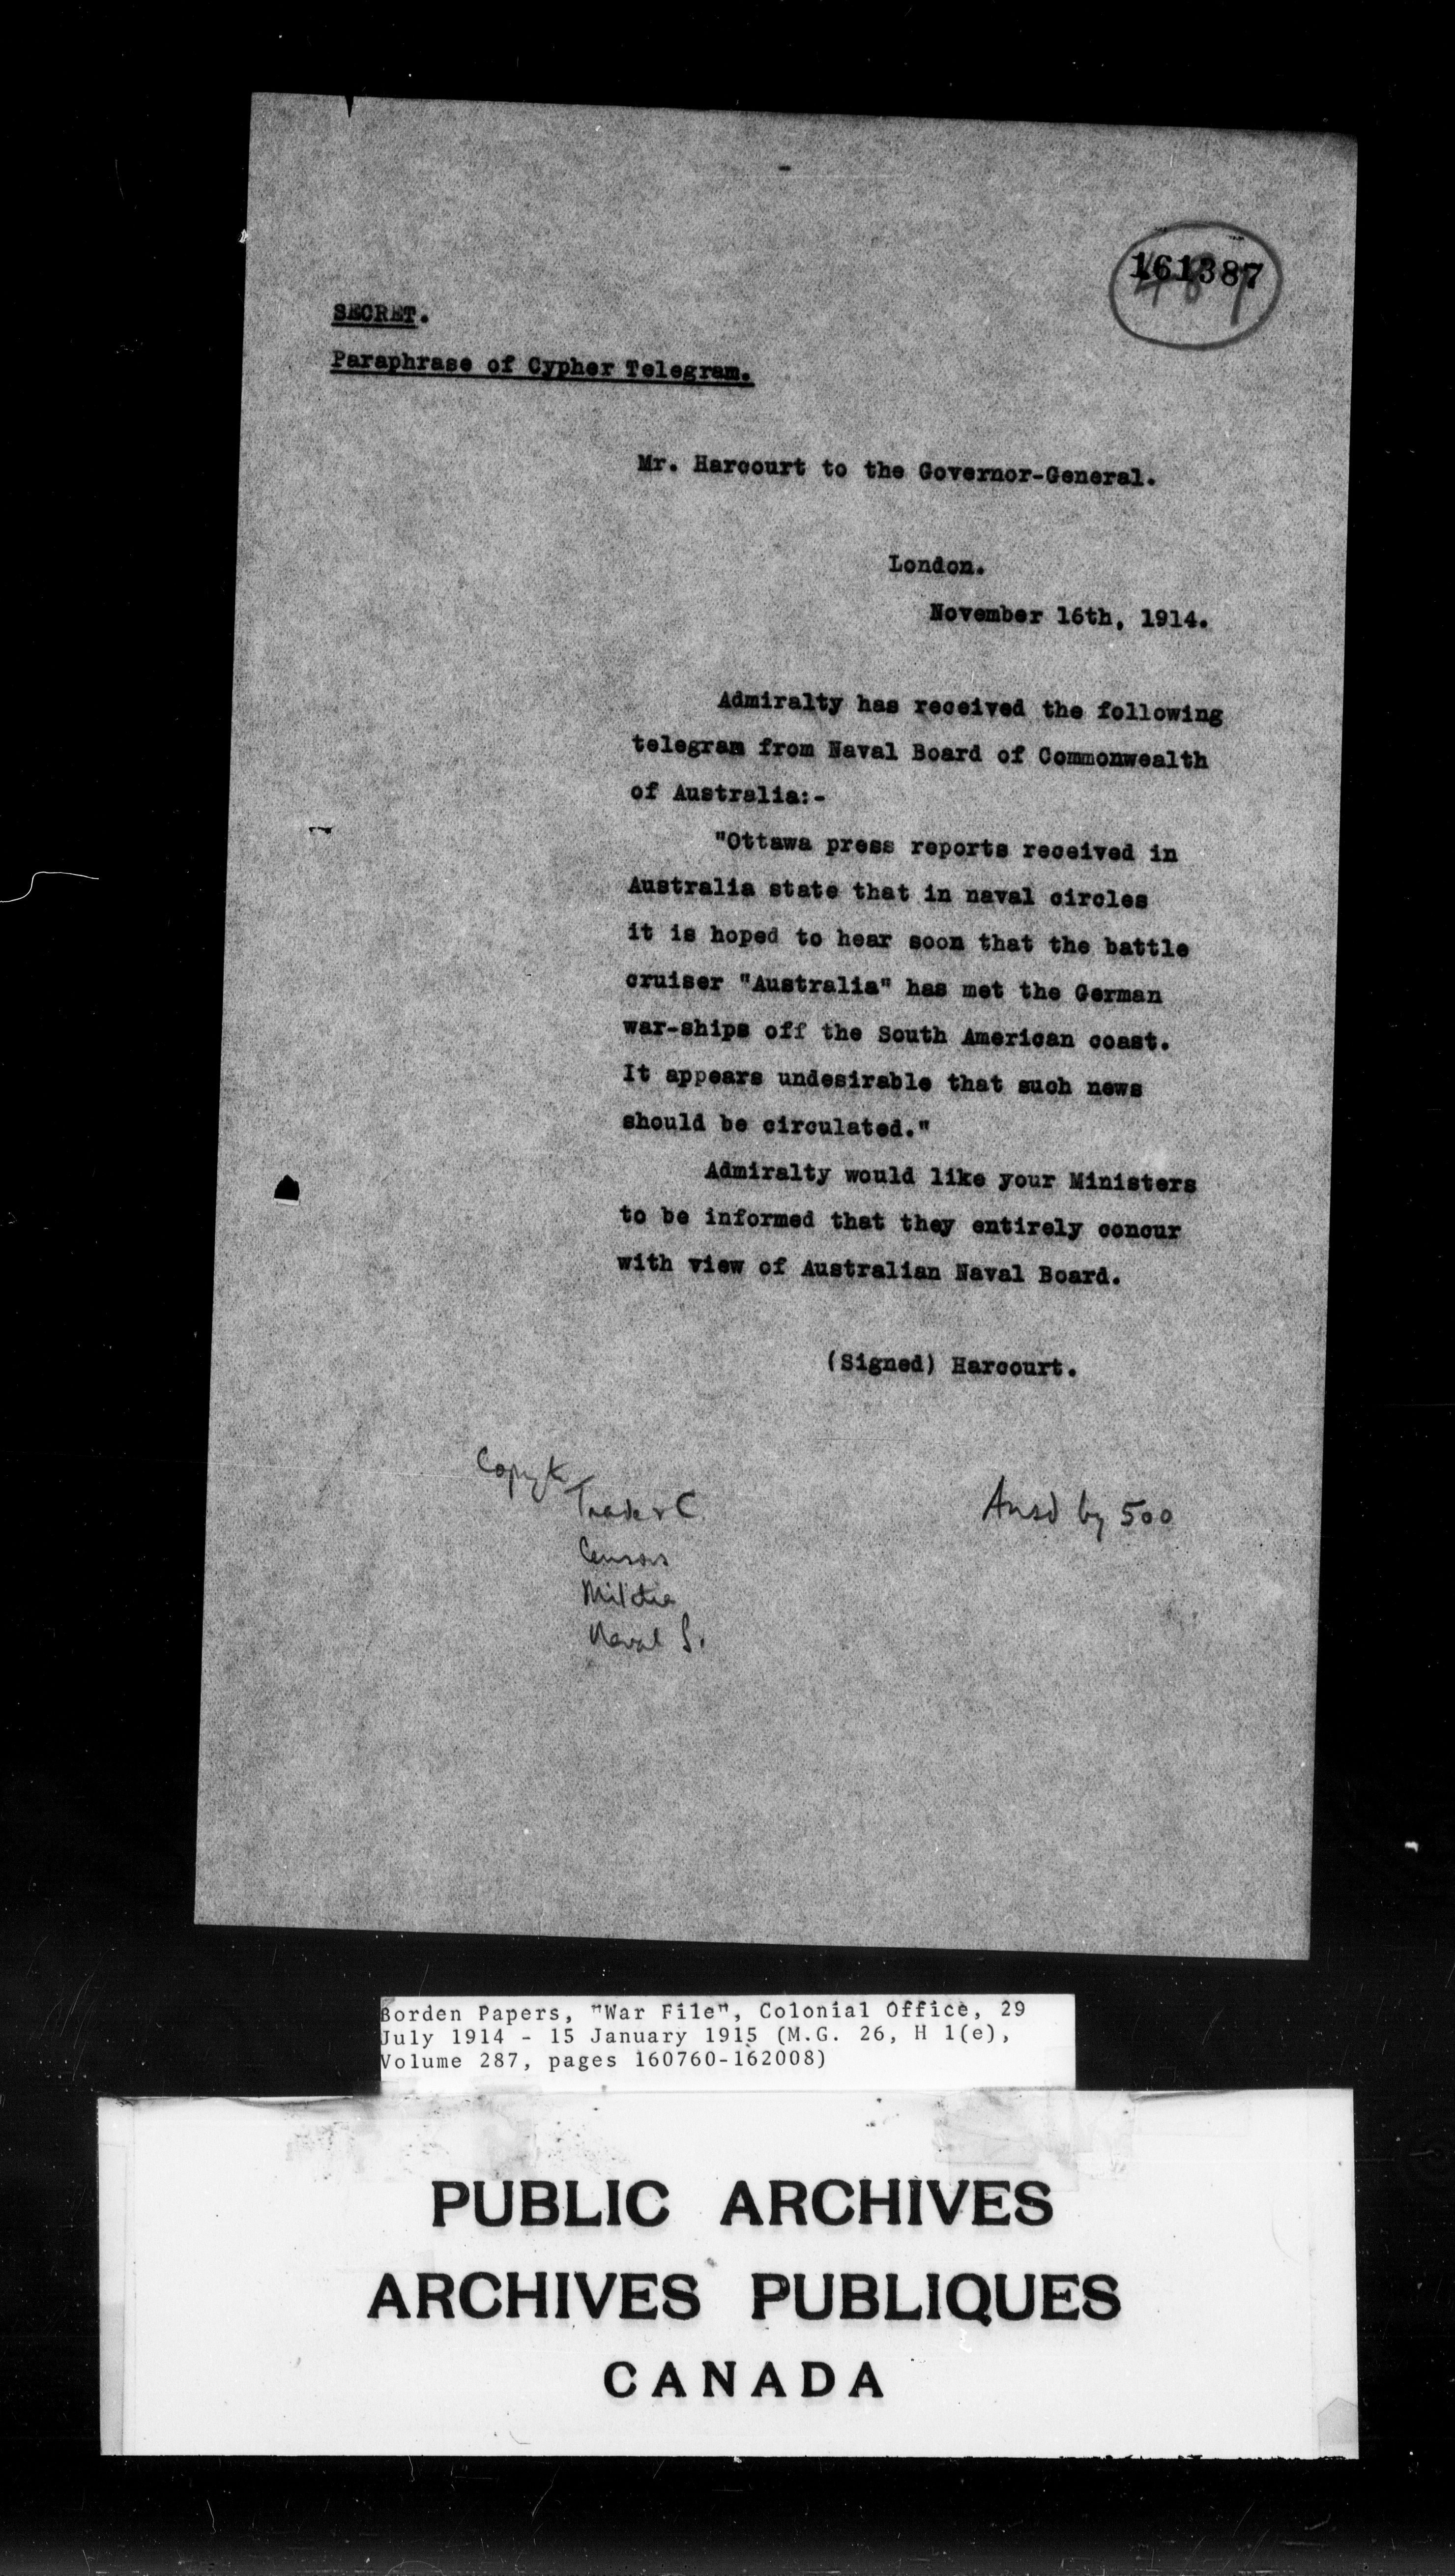 161387
SECRET.
Paraphrase of Cypher Telegram.
Mr. Harcourt to the Governor-General.
London.
November 16th, 1914.
Admiralty has received the following
telegram from Naval Board of Commonwealth
of Australia:-
"Ottawa press reports received in
Australia state that in naval circles
it is hoped to hear soon that the battle
cruiser "Australia" has met the German
war-ships off the South American coast.
It appears undesirable that such news
should be circulated."
Admiralty would like your Ministers
to be informed that they entirely concur
with view of Australian Naval Board.
(Signed) Harcourt.
Copy to
Trade & C
Censors
Militia
Naval S.
Ansd by 500
Borden Papers, "War File", Colonial Office, 29
July 1914 - 15 January 1915 (M.G. 26, H 1(e),
Volume 287, pages 160760-162008)
PUBLIC ARCHIVES
ARCHIVES PUBLIQUES
CANADA